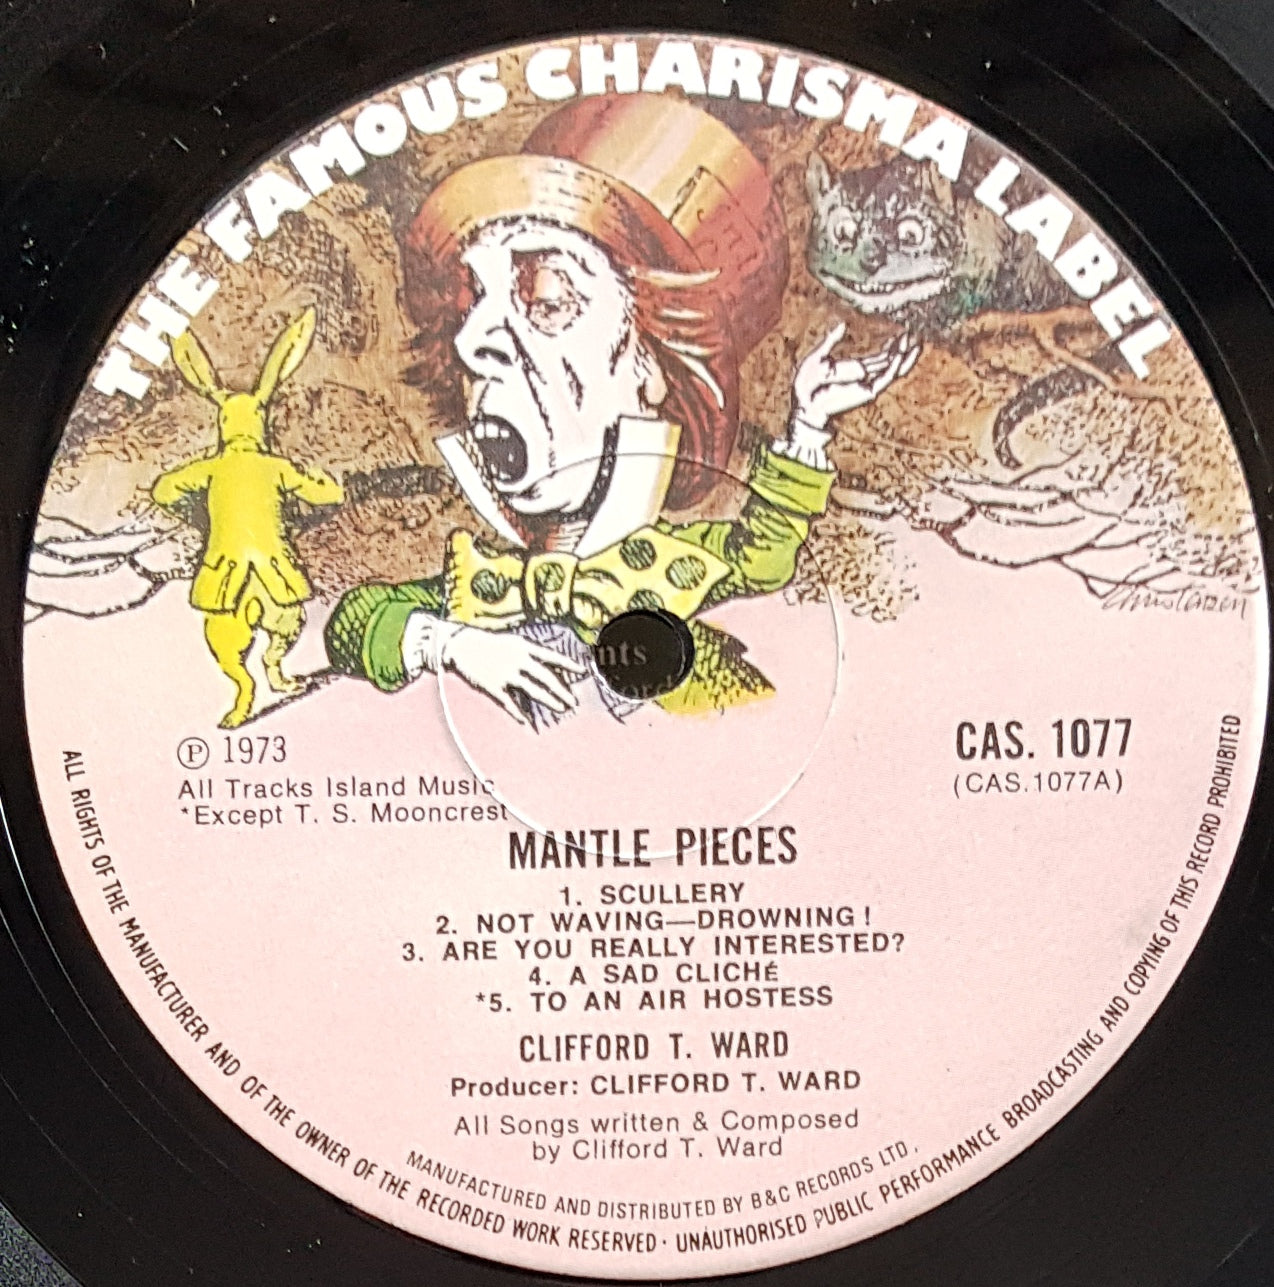 THE FAMOUS CHARISMA LABEL
℗ 1973
All Tracks Island Music
*Except T. S. Mooncrest
CAS. 1077
(CAS.1077A)
MANTLE PIECES
1. SCULLERY
2. NOT WAVING—DROWNING!
3. ARE YOU REALLY INTERESTED?
4. A SAD CLICHÉ
*5. TO AN AIR HOSTESS
CLIFFORD T. WARD
Producer: CLIFFORD T. WARD
All Songs written & Composed
by Clifford T. Ward
MANUFACTURED AND DISTRIBUTED BY B&C RECORDS LTD.
ALL RIGHTS OF THE MANUFACTURER AND OF THE OWNER OF THE RECORDED WORK RESERVED · UNAUTHORISED PUBLIC PERFORMANCE BROADCASTING AND COPYING OF THIS RECORD PROHIBITED